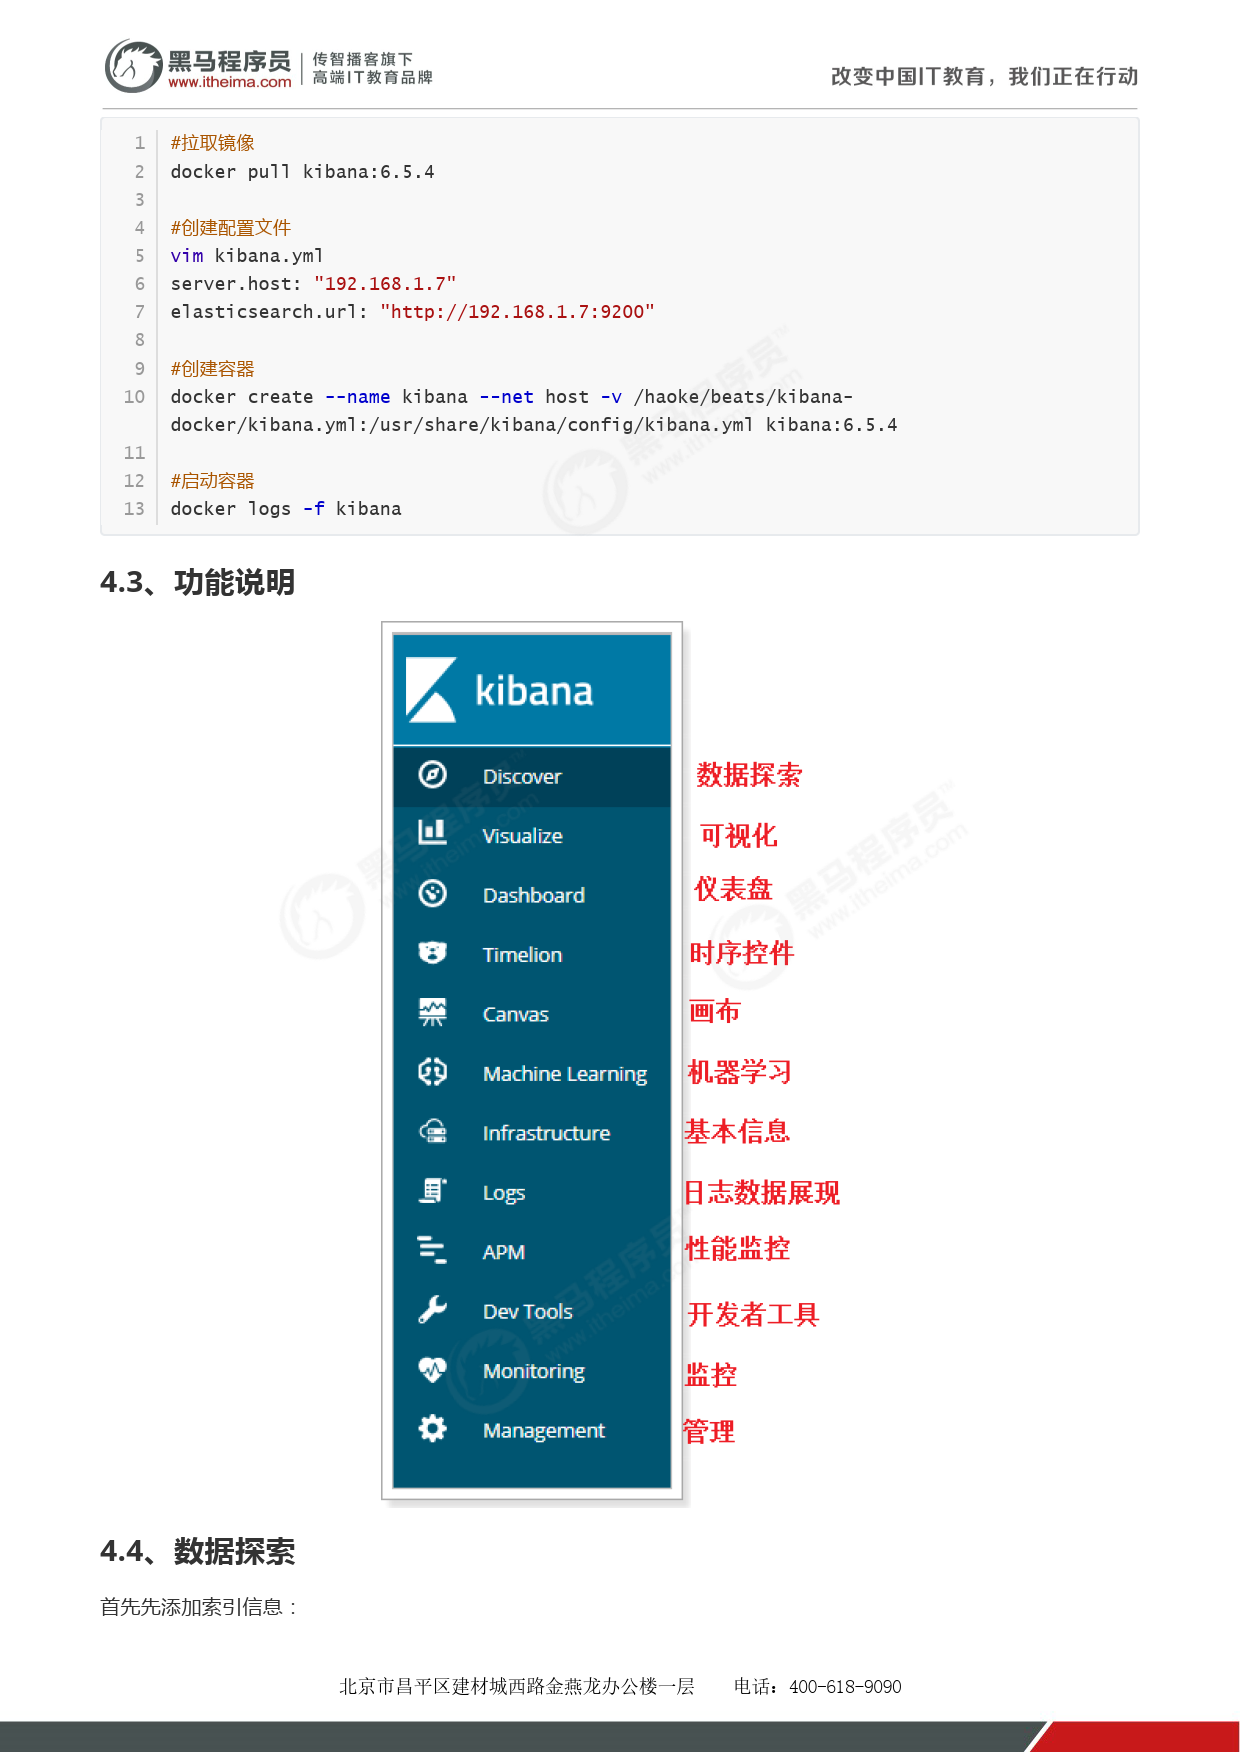 黑马程序员
www.itheima.com
传智播客旗下
高端IT教育品牌
改变中国IT教育，我们正在行动
1 #拉取镜像
2 docker pull kibana:6.5.4
3
4 #创建配置文件
5 vim kibana.yml
6 server.host: "192.168.1.7"
7 elasticsearch.url: "http://192.168.1.7:9200"
8
9 #创建容器
10 docker create --name kibana --net host -v /haoke/beats/kibana-
docker/kibana.yml:/usr/share/kibana/config/kibana.yml kibana:6.5.4
11
12 #启动容器
13 docker logs -f kibana
4.3、功能说明
kibana
Discover 数据探索
Visualize 可视化
Dashboard 仪表盘
Timelion 时序控件
Canvas 画布
Machine Learning 机器学习
Infrastructure 基本信息
Logs 日志数据展现
APM 性能监控
Dev Tools 开发者工具
Monitoring 监控
Management 管理
4.4、数据探索
首先先添加索引信息：
北京市昌平区建材城西路金燕龙办公楼一层 电话：400-618-9090